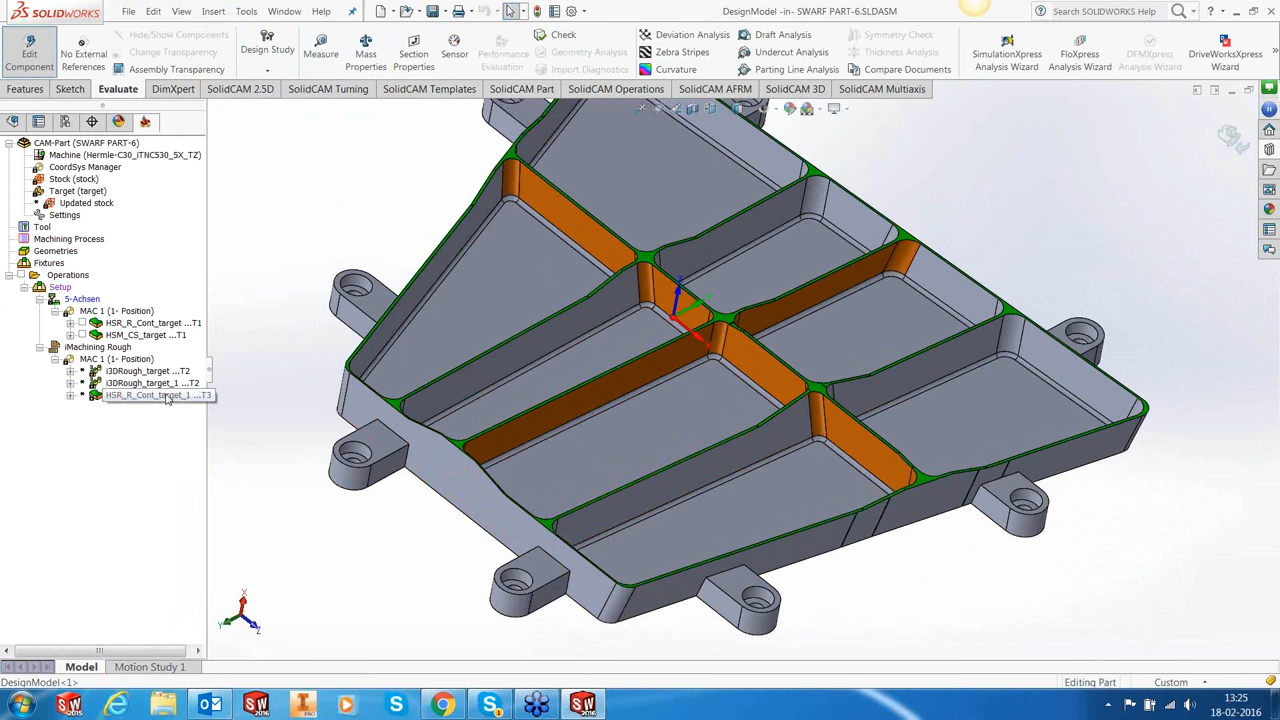 SOLIDWORKS File Edit View Insert Tools Window Help DesignModel -in- SWARF PART-6.SLDASM Search SOLIDWORKS Help
Edit Component
No External References
Hide/Show Components
Change Transparency
Assembly Transparency
Design Study
Measure
Mass Properties
Section Properties
Sensor
Performance Evaluation
Check
Geometry Analysis
Import Diagnostics
Deviation Analysis
Zebra Stripes
Curvature
Draft Analysis
Undercut Analysis
Parting Line Analysis
Symmetry Check
Thickness Analysis
Compare Documents
SimulationXpress Analysis Wizard
FloXpress Analysis Wizard
DFMXpress Analysis Wizard
DriveWorksXpress Wizard
Features Sketch Evaluate DimXpert SolidCAM 2.5D SolidCAM Turning SolidCAM Templates SolidCAM Part SolidCAM Operations SolidCAM AFRM SolidCAM 3D SolidCAM Multiaxis
CAM-Part (SWARF PART-6)
Machine (Hermle-C30_iTNC530_5X_TZ)
CoordSys Manager
Stock (stock)
Target (target)
Updated stock
Settings
Tool
Machining Process
Geometries
Fixtures
Operations
Setup
5-Achsen
MAC 1 (1- Position)
HSR_R_Cont_target ...T1
HSM_CS_target ...T1
iMachining Rough
MAC 1 (1- Position)
i3DRough_target ...T2
i3DRough_target_1 ...T2
HSR_R_Cont_target_1 ...T3
X
Y
Z
Model Motion Study 1
DesignModel<1> Editing Part Custom
13:25
18-02-2016